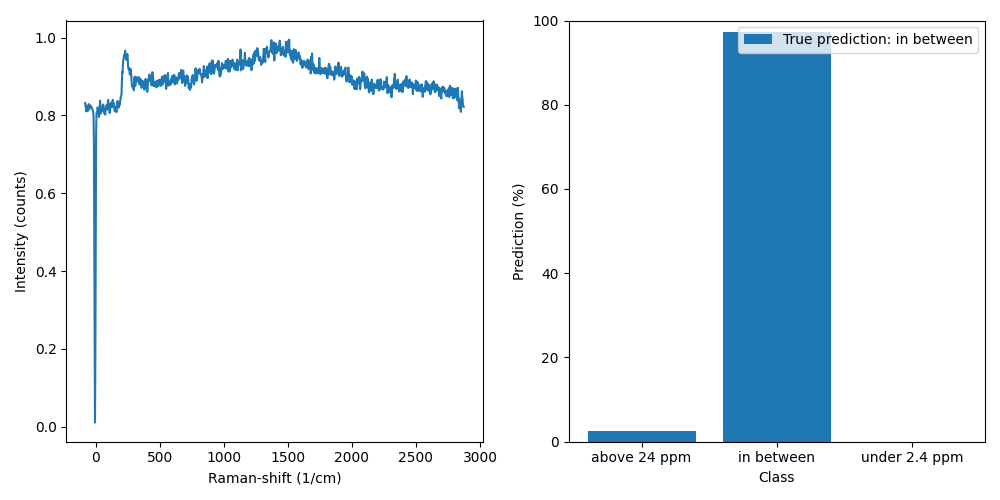 1.0
0.8
0.6
0.4
0.2
0.0
Intensity (counts)
0 500 1000 1500 2000 2500 3000
Raman-shift (1/cm)
100
80
60
40
20
0
Prediction (%)
True prediction: in between
above 24 ppm in between under 2.4 ppm
Class